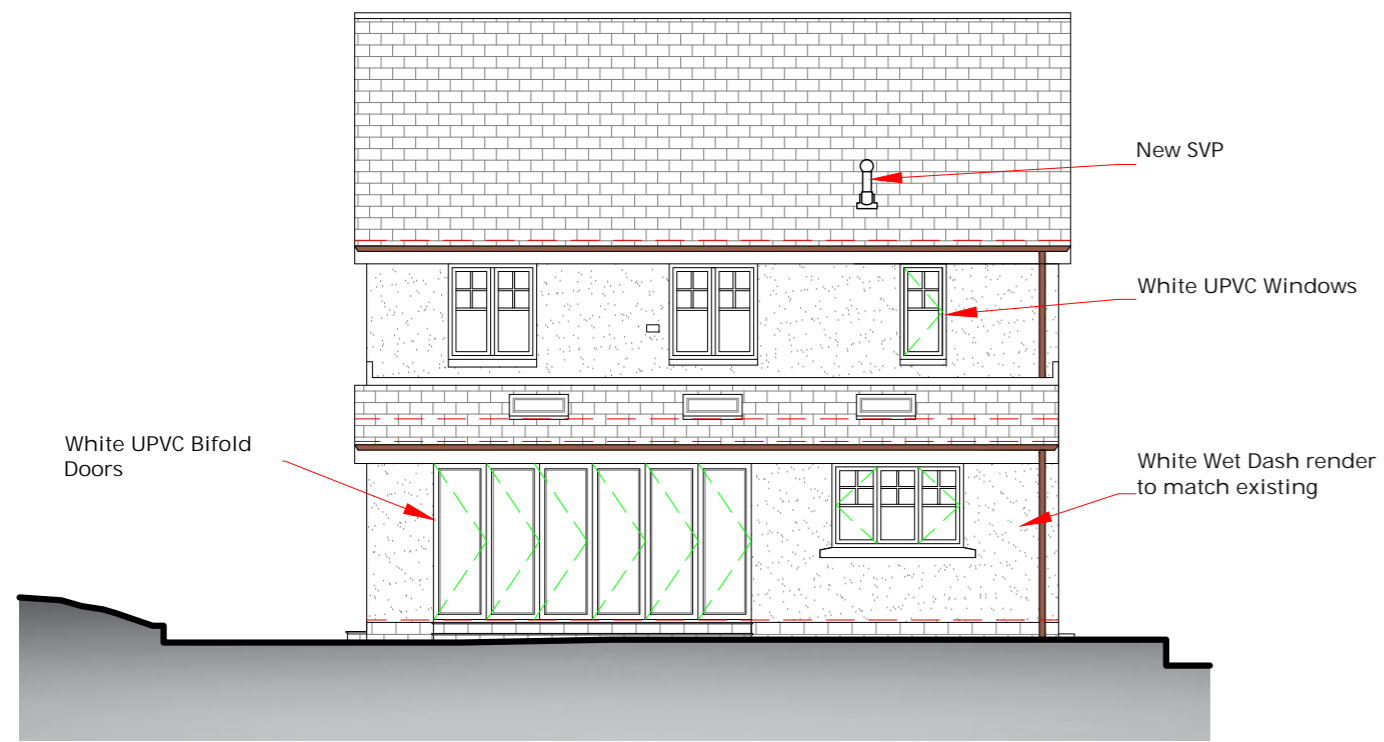 New SVP
White UPVC Windows
White UPVC Bifold
Doors
White Wet Dash render
to match existing